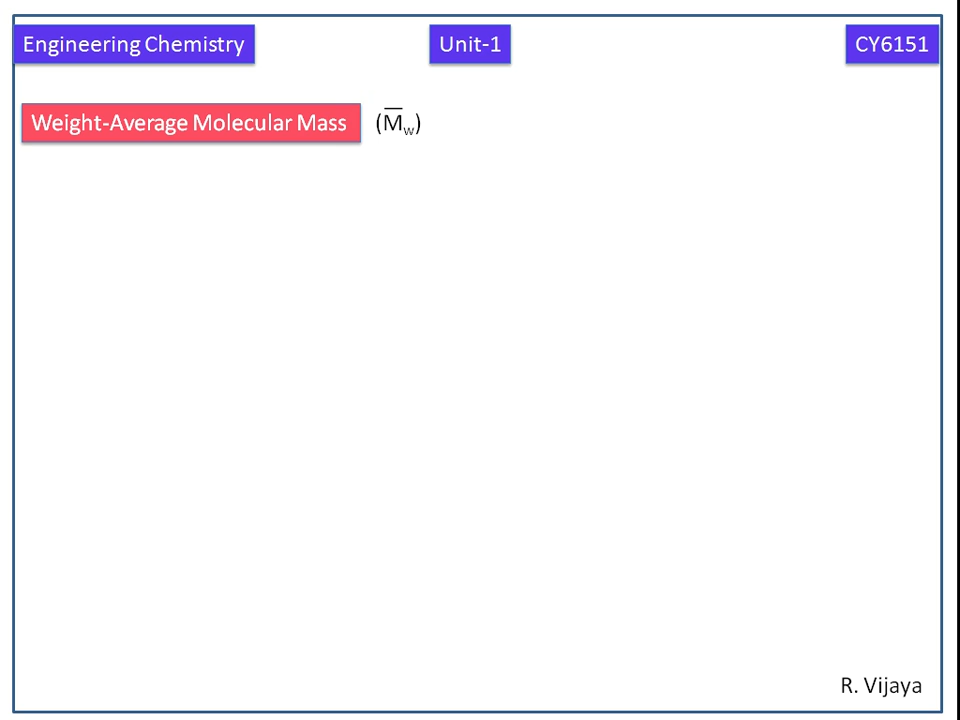 Engineering Chemistry Unit-1 CY6151
Weight-Average Molecular Mass (M̅w)
R. Vijaya